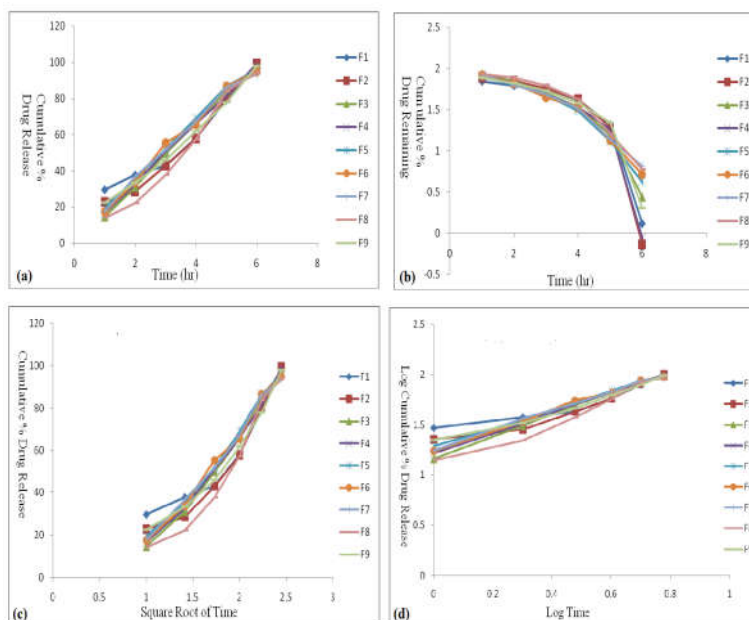 120
100
80
60
40
20
0
Cumulative %
Drug Release
0 2 4 6 8
Time (hr)
(a)
F1
F2
F3
F4
F5
F6
F7
F8
F9
2.5
2
1.5
1
0.5
0
-0.5
Cumulative %
Drug Remaining
0 2 4 6 8
Time (hr)
(b)
F1
F2
F3
F4
F5
F6
F7
F8
F9
120
100
80
60
40
20
0
Cumulative % Drug Release
0 0.5 1 1.5 2 2.5 3
Square Root of Time
(c)
F1
F2
F3
F4
F5
F6
F7
F8
F9
2.5
2
1.5
1
0.5
0
Log Cumulative % Drug Release
0 0.2 0.4 0.6 0.8 1
Log Time
(d)